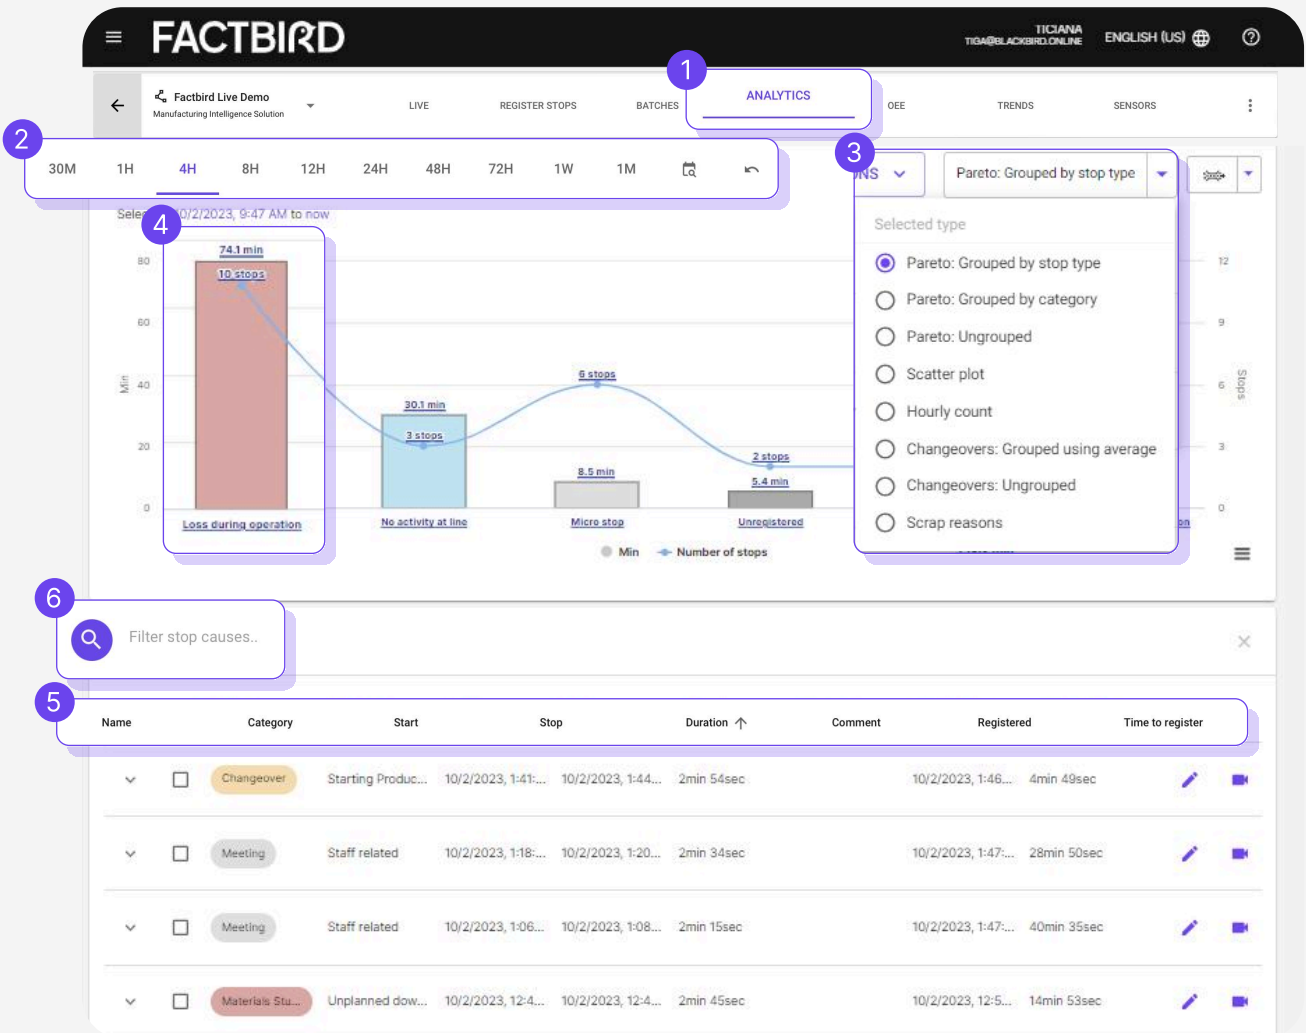 FACTBIRD
TICIANA
TIGA@BLACKBIRD.ONLINE
ENGLISH (US)
1
Factbird Live Demo
Manufacturing Intelligence Solution
LIVE
REGISTER STOPS
BATCHES
ANALYTICS
OEE
TRENDS
SENSORS
2
30M
1H
4H
8H
12H
24H
48H
72H
1W
1M
3
NS
Pareto: Grouped by stop type
Selected type
Pareto: Grouped by stop type
Pareto: Grouped by category
Pareto: Ungrouped
Scatter plot
Hourly count
Changeovers: Grouped using average
Changeovers: Ungrouped
Scrap reasons
Sele 0/2/2023, 9:47 AM to now
4
74.1 min
10 stops
30.1 min
3 stops
6 stops
8.5 min
2 stops
5.4 min
80
60
40
20
0
Min
12
9
6
3
0
Stops
Loss during operation
No activity at line
Micro stop
Unregistered
on
Min
Number of stops
6
Filter stop causes..
5
Name
Category
Start
Stop
Duration
Comment
Registered
Time to register
Changeover
Starting Produc...
10/2/2023, 1:41:...
10/2/2023, 1:44...
2min 54sec
10/2/2023, 1:46...
4min 49sec
Meeting
Staff related
10/2/2023, 1:18:...
10/2/2023, 1:20...
2min 34sec
10/2/2023, 1:47:...
28min 50sec
Meeting
Staff related
10/2/2023, 1:06...
10/2/2023, 1:08...
2min 15sec
10/2/2023, 1:47:...
40min 35sec
Materials Stu...
Unplanned dow...
10/2/2023, 12:4...
10/2/2023, 12:4...
2min 45sec
10/2/2023, 12:5...
14min 53sec